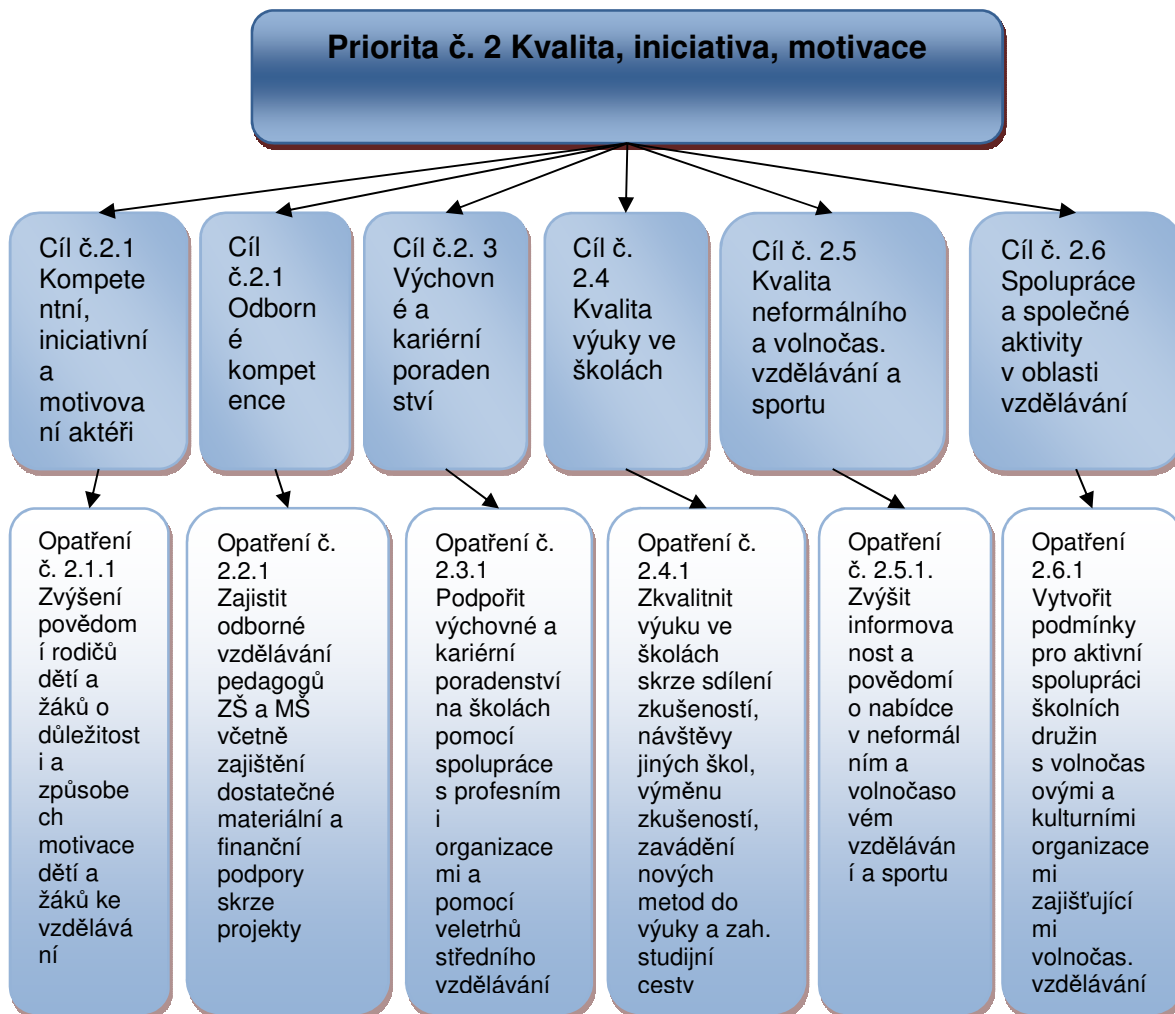 Priorita č. 2 Kvalita, iniciativa, motivace
Cíl č.2.1
Kompete
ntní,
iniciativní
a
motivova
ní aktéři
Cíl
č.2.1
Odborn
é
kompet
ence
Cíl č.2. 3
Výchovn
é a
kariérní
poraden
ství
Cíl č.
2.4
Kvalita
výuky ve
školách
Cíl č. 2.5
Kvalita
neformálního
a volnočas.
vzdělávání a
sportu
Cíl č. 2.6
Spolupráce
a společné
aktivity
v oblasti
vzdělávání
Opatření
č. 2.1.1
Zvýšení
povědom
í rodičů
dětí a
žáků o
důležitost
i a
způsobe
ch
motivace
dětí a
žáků ke
vzdělává
ní
Opatření č.
2.2.1
Zajistit
odborné
vzdělávání
pedagogů
ZŠ a MŠ
včetně
zajištění
dostatečné
materiální a
finanční
podpory
skrze
projekty
Opatření č.
2.3.1
Podpořit
výchovné a
kariérní
poradenství
na školách
pomocí
spolupráce
s profesním
i
organizace
mi a
pomocí
veletrhů
středního
vzdělávání
Opatření č.
2.4.1
Zkvalitnit
výuku ve
školách
skrze sdílení
zkušeností,
návštěvy
jiných škol,
výměnu
zkušeností,
zavádění
nových
metod do
výuky a zah.
studijní
cesty
Opatření
č. 2.5.1.
Zvýšit
informova
nost a
povědomí
o nabídce
v neformál
ním a
volnočaso
vém
vzděláván
í a sportu
Opatření
2.6.1
Vytvořit
podmínky
pro aktivní
spolupráci
školních
družin
s volnočas
ovými a
kulturními
organizace
mi
zajišťující
mi
volnočas.
vzdělávání